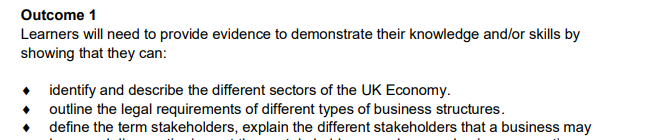 Outcome 1
Learners will need to provide evidence to demonstrate their knowledge and/or skills by
showing that they can:
♦ identify and describe the different sectors of the UK Economy.
♦ outline the legal requirements of different types of business structures.
♦ define the term stakeholders, explain the different stakeholders that a business may